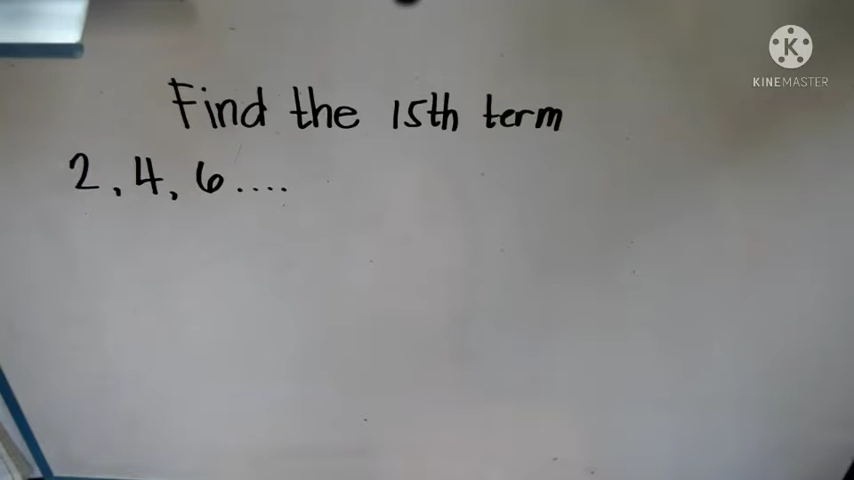 KINEMASTER
Find the 15th term
2, 4, 6....